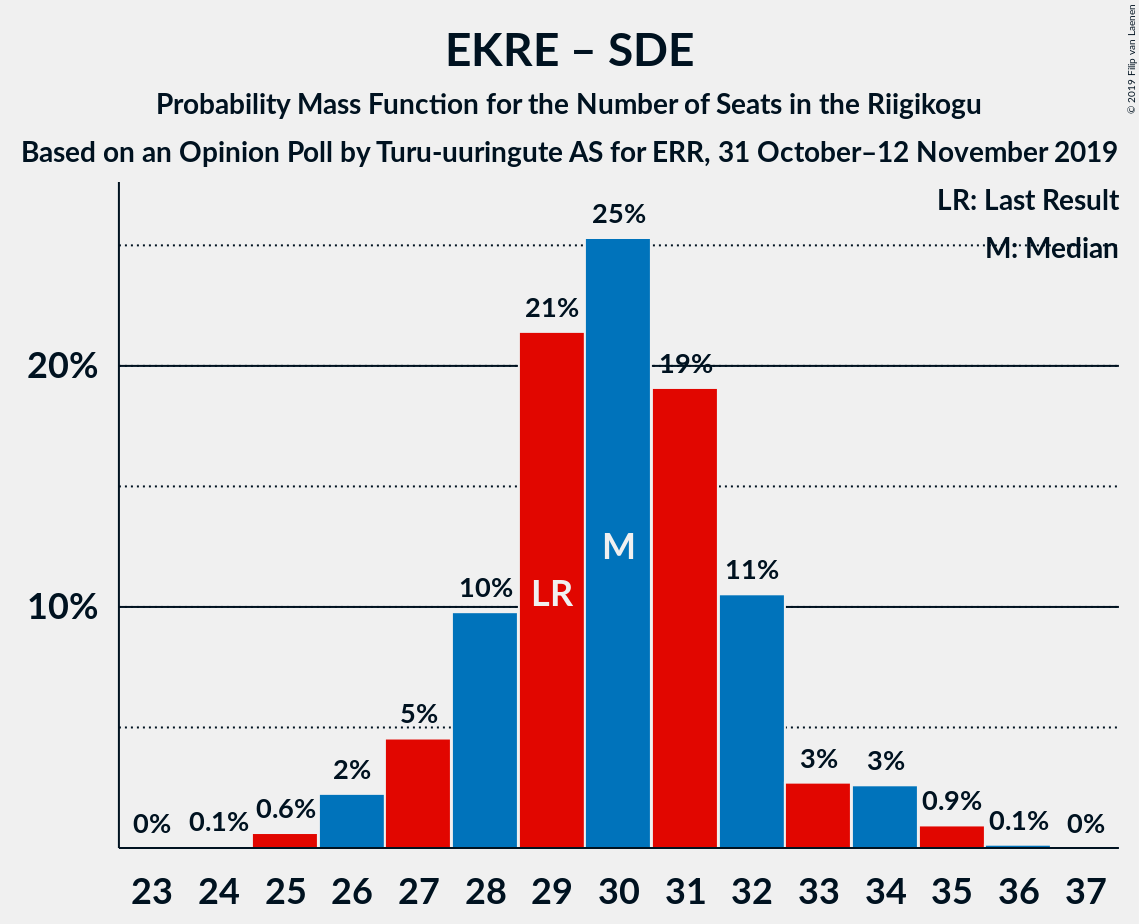 EKRE – SDE
Probability Mass Function for the Number of Seats in the Riigikogu
Based on an Opinion Poll by Turu-uuringute AS for ERR, 31 October–12 November 2019
© 2019 Filip van Laenen
LR: Last Result
M: Median
20%
10%
0%
0.1%
0.6%
2%
5%
10%
21%
25%
19%
11%
3%
3%
0.9%
0.1%
0%
LR
M
23 24 25 26 27 28 29 30 31 32 33 34 35 36 37